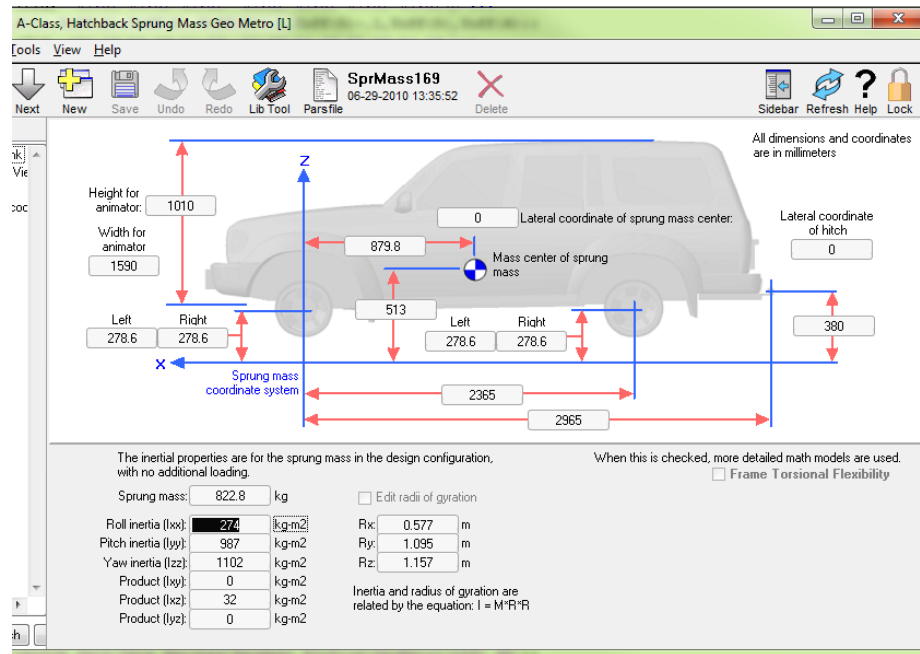 A-Class, Hatchback Sprung Mass Geo Metro [L]
Tools View Help
Next New Save Undo Redo Lib Tool Parsfile
SprMass169
06-29-2010 13:35:52
Delete
Sidebar Refresh Help Lock
All dimensions and coordinates
are in millimeters
Z
Height for
animator: 1010
Width for
animator
1590
0 Lateral coordinate of sprung mass center:
Lateral coordinate
of hitch
0
879.8
Mass center of sprung
mass
513
Left Right
278.6 278.6
Left Right
278.6 278.6
380
X
Sprung mass
coordinate system
2365
2965
The inertial properties are for the sprung mass in the design configuration,
with no additional loading.
When this is checked, more detailed math models are used.
Frame Torsional Flexibility
Sprung mass: 822.8 kg
Edit radii of gyration
Roll inertia (Ixx): 274 kg-m2
Rx: 0.577 m
Pitch inertia (Iyy): 987 kg-m2
Ry: 1.095 m
Yaw inertia (Izz): 1102 kg-m2
Rz: 1.157 m
Product (Ixy): 0 kg-m2
Product (Ixz): 32 kg-m2
Product (Iyz): 0 kg-m2
Inertia and radius of gyration are
related by the equation: I = M*R*R